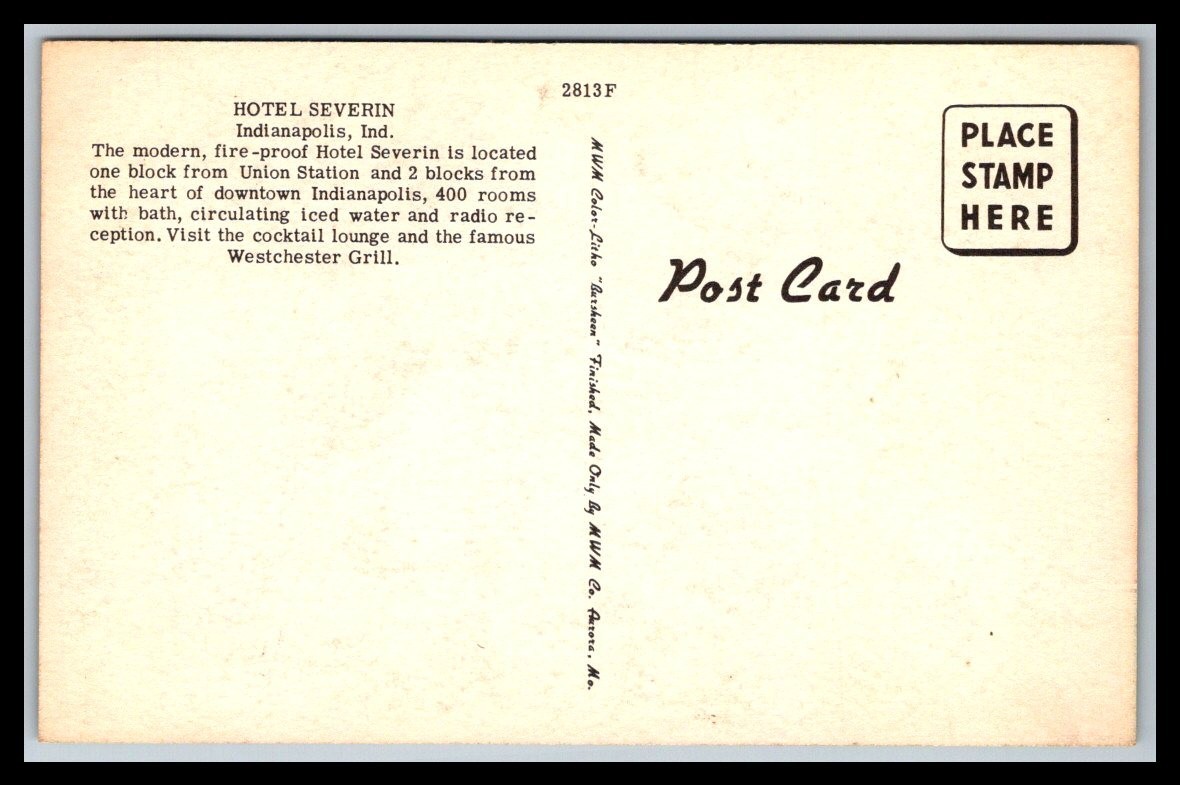 2813F
HOTEL SEVERIN
Indianapolis, Ind.
The modern, fire-proof Hotel Severin is located
one block from Union Station and 2 blocks from
the heart of downtown Indianapolis, 400 rooms
with bath, circulating iced water and radio re-
ception. Visit the cocktail lounge and the famous
Westchester Grill.
MWM Color-Litho "Bursheen" Finished, Made Only By MWM Co. Aurora, Mo.
PLACE
STAMP
HERE
Post Card